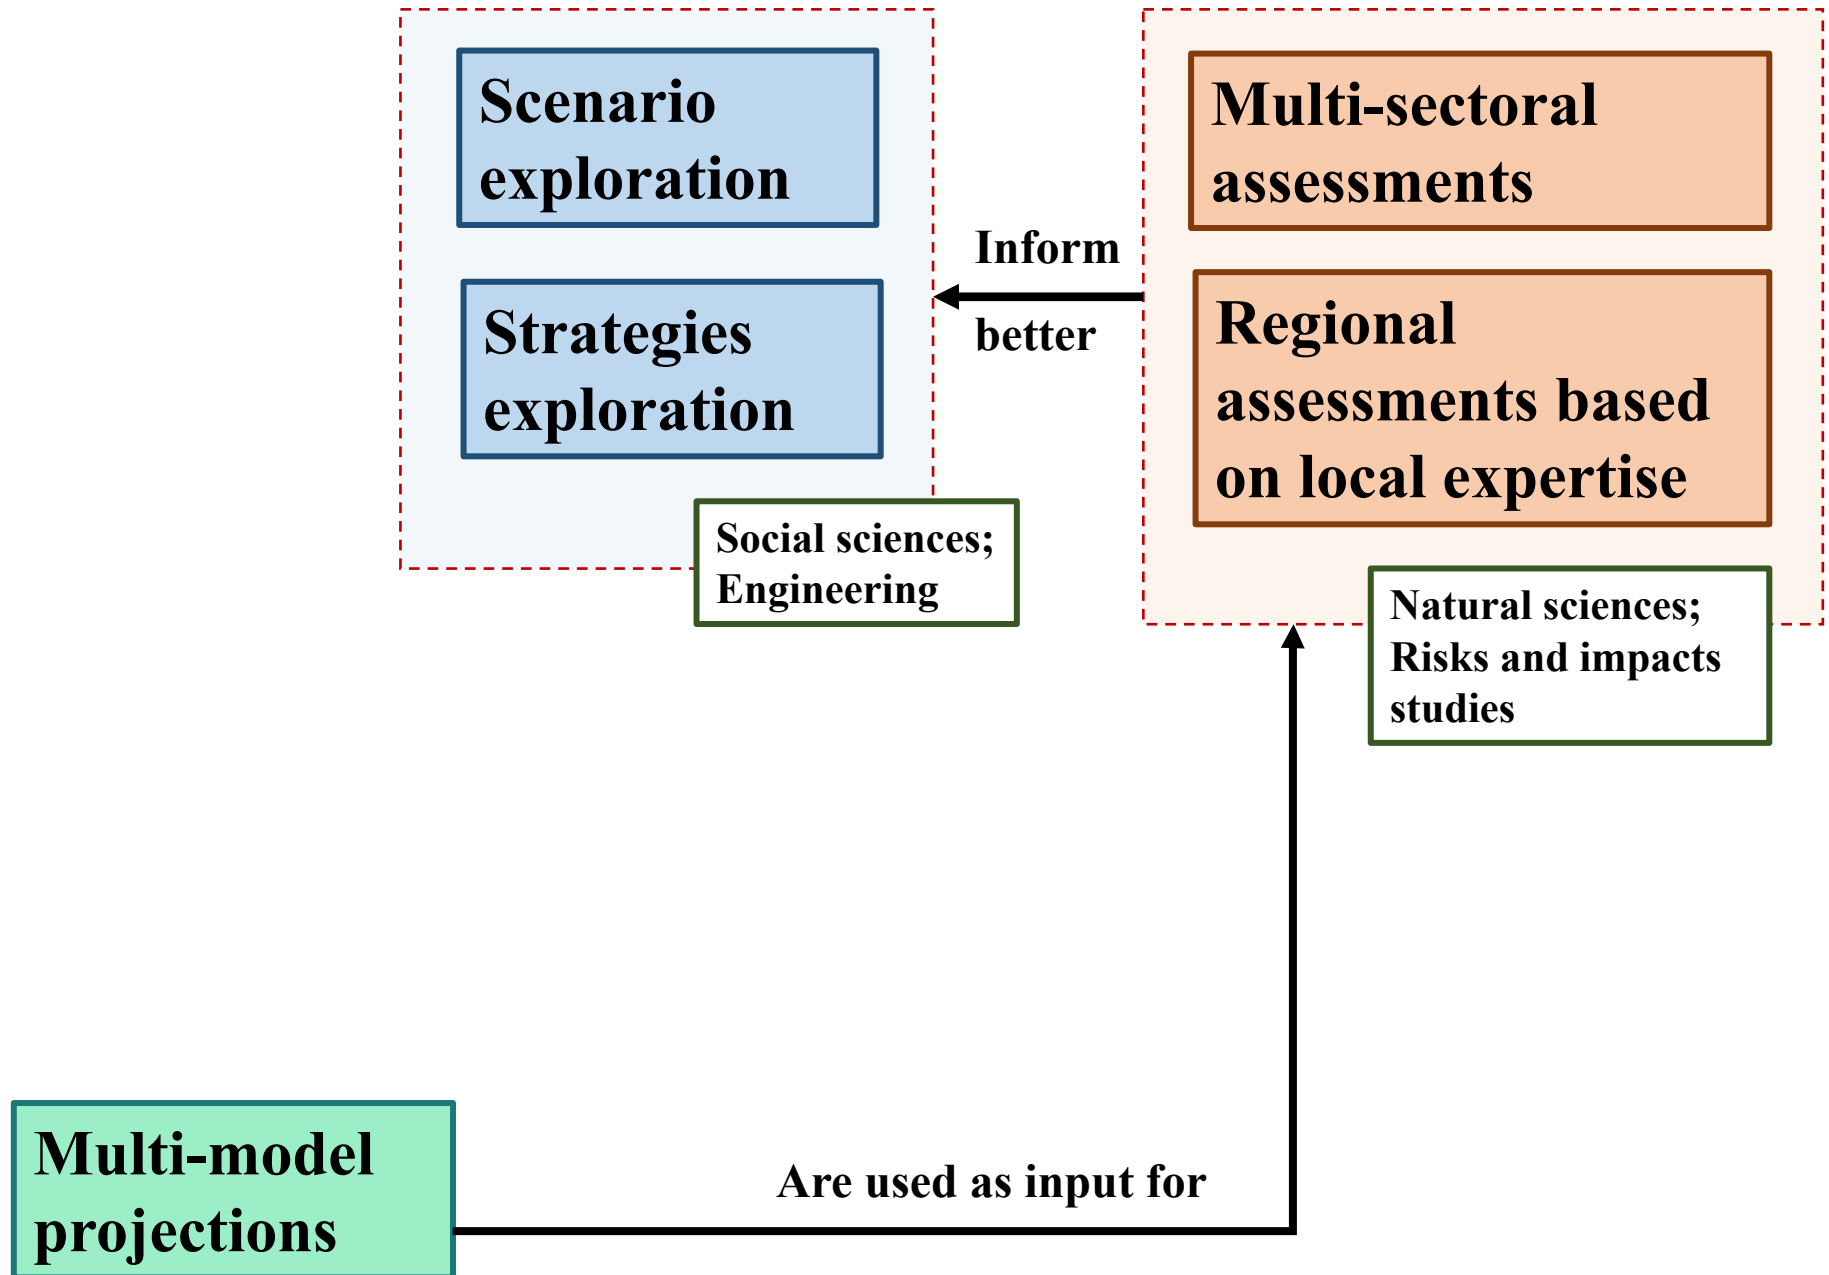 Scenario
exploration
Strategies
exploration
Social sciences;
Engineering
Inform
better
Multi-sectoral
assessments
Regional
assessments based
on local expertise
Natural sciences;
Risks and impacts
studies
Multi-model
projections
Are used as input for